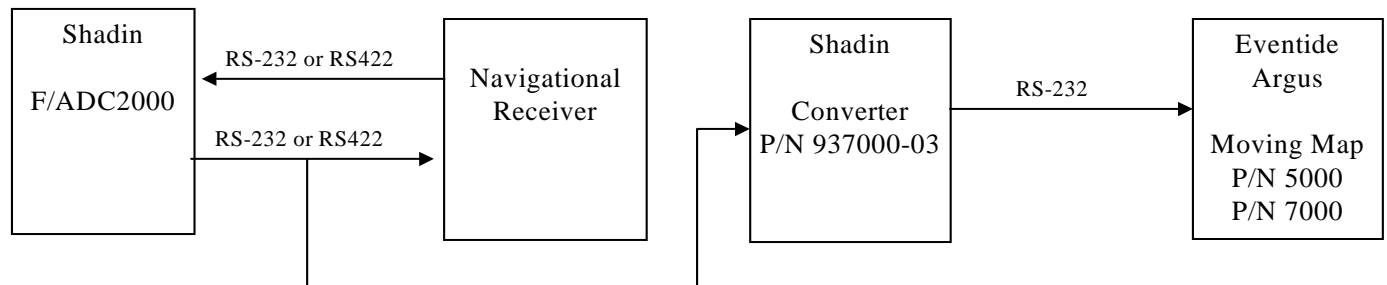 Shadin
F/ADC2000
RS-232 or RS422
RS-232 or RS422
Navigational
Receiver
Shadin
Converter
P/N 937000-03
RS-232
Eventide
Argus
Moving Map
P/N 5000
P/N 7000